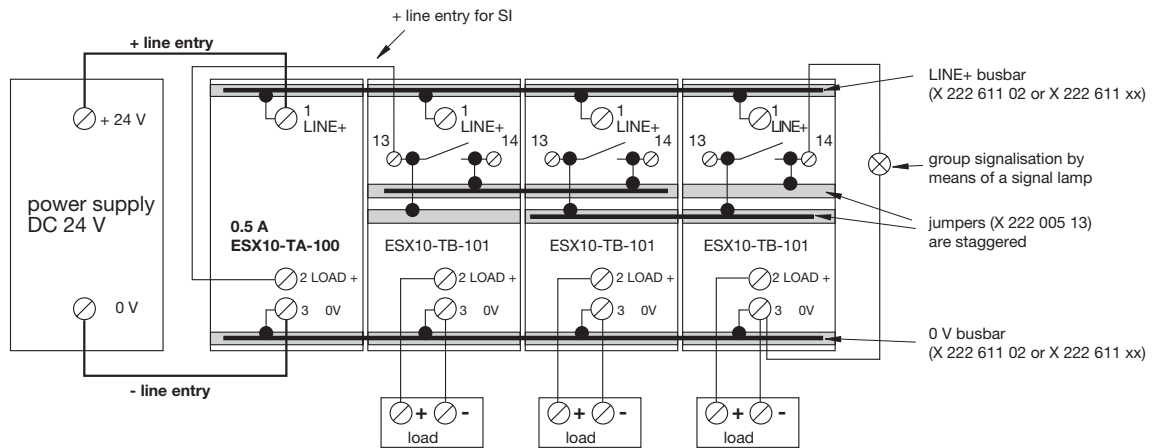 + line entry for SI
+ line entry
LINE+ busbar
(X 222 611 02 or X 222 611 xx)
+ 24 V
1
LINE+
1
LINE+
1
LINE+
1
LINE+
13
14
13
14
13
14
group signalisation by
means of a signal lamp
power supply
DC 24 V
jumpers (X 222 005 13)
are staggered
0.5 A
ESX10-TA-100
ESX10-TB-101
ESX10-TB-101
ESX10-TB-101
2 LOAD +
2 LOAD +
2 LOAD +
2 LOAD +
0 V
3 0V
3 0V
3 0V
3 0V
0 V busbar
(X 222 611 02 or X 222 611 xx)
- line entry
+ -
load
+ -
load
+ -
load